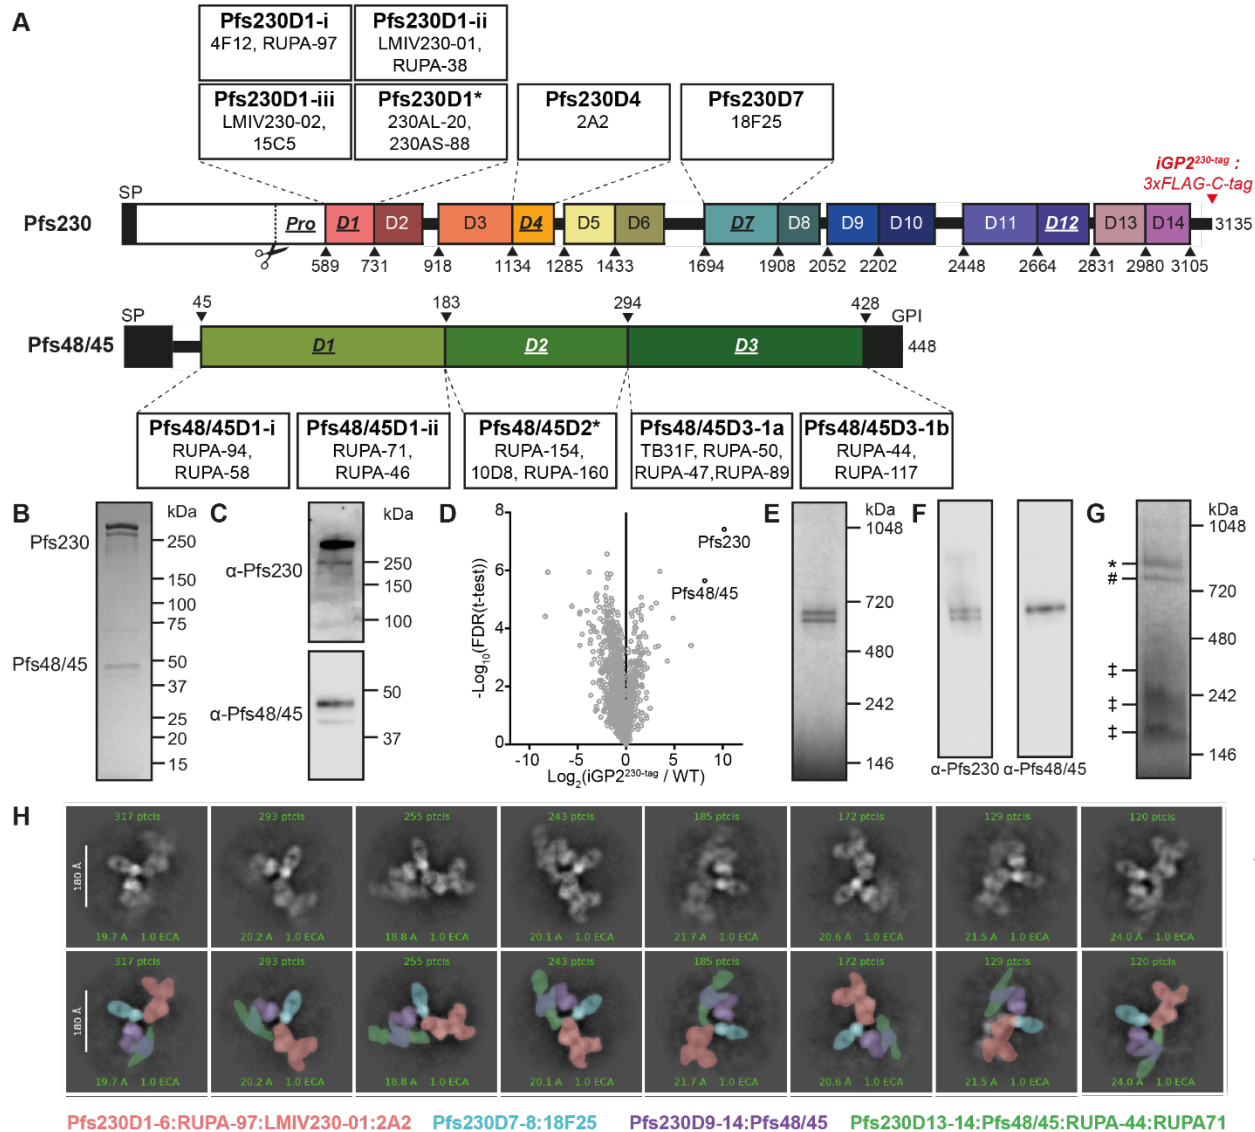 A
Pfs230D1-i
4F12, RUPA-97
Pfs230D1-ii
LMIV230-01,
RUPA-38
Pfs230D1-iii
LMIV230-02,
15C5
Pfs230D1*
230AL-20,
230AS-88
Pfs230D4
2A2
Pfs230D7
18F25
iGP2230-tag :
3xFLAG-C-tag
SP
Pfs230
Pro D1 D2 D3 D4 D5 D6 D7 D8 D9 D10 D11 D12 D13 D14
3135
589 731 918 1134 1285 1433 1694 1908 2052 2202 2448 2664 2831 2980 3105
45 183 294 428
SP
GPI
Pfs48/45
D1 D2 D3
448
Pfs48/45D1-i
RUPA-94,
RUPA-58
Pfs48/45D1-ii
RUPA-71,
RUPA-46
Pfs48/45D2*
RUPA-154,
10D8, RUPA-160
Pfs48/45D3-1a
TB31F, RUPA-50,
RUPA-47,RUPA-89
Pfs48/45D3-1b
RUPA-44,
RUPA-117
B
kDa
Pfs230
250
150
100
75
Pfs48/45
50
37
25
20
15
C
kDa
α-Pfs230
250
150
100
α-Pfs48/45
50
37
D
8
6
4
2
0
-Log10(FDR(t-test))
Pfs230
Pfs48/45
-10 -5 0 5 10
Log2(iGP2230-tag / WT)
E
kDa
1048
720
480
242
146
F
α-Pfs230 α-Pfs48/45
G
kDa
1048
720
480
242
146
*
#
‡
‡
‡
H
317 ptcls 293 ptcls 255 ptcls 243 ptcls 185 ptcls 172 ptcls 129 ptcls 120 ptcls
180 Å
19.7 A 1.0 ECA 20.2 A 1.0 ECA 18.8 A 1.0 ECA 20.1 A 1.0 ECA 21.7 A 1.0 ECA 20.6 A 1.0 ECA 21.5 A 1.0 ECA 24.0 A 1.0 ECA
317 ptcls 293 ptcls 255 ptcls 243 ptcls 185 ptcls 172 ptcls 129 ptcls 120 ptcls
180 Å
19.7 A 1.0 ECA 20.2 A 1.0 ECA 18.8 A 1.0 ECA 20.1 A 1.0 ECA 21.7 A 1.0 ECA 20.6 A 1.0 ECA 21.5 A 1.0 ECA 24.0 A 1.0 ECA
Pfs230D1-6:RUPA-97:LMIV230-01:2A2 Pfs230D7-8:18F25 Pfs230D9-14:Pfs48/45 Pfs230D13-14:Pfs48/45:RUPA-44:RUPA71